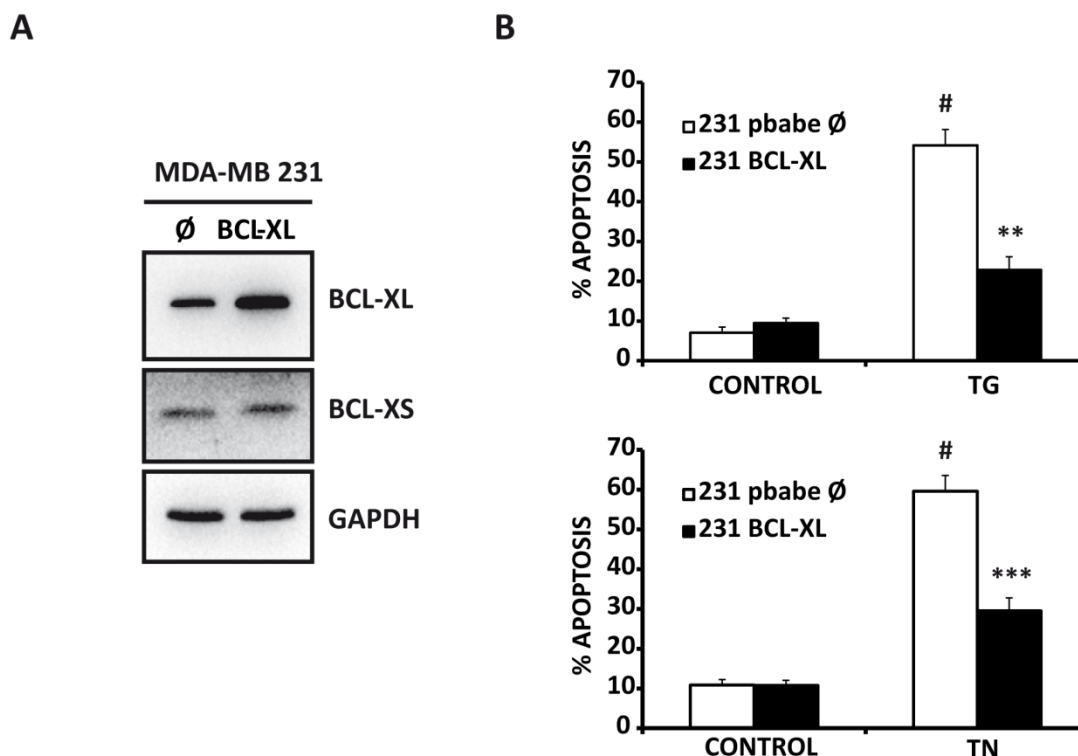 A
MDA-MB 231
Ø BCL-XL
BCL-XL
BCL-XS
GAPDH
B
% APOPTOSIS
70
60
50
40
30
20
10
0
231 pbabe Ø
231 BCL-XL
#
**
CONTROL TG
% APOPTOSIS
70
60
50
40
30
20
10
0
231 pbabe Ø
231 BCL-XL
#
***
CONTROL TN